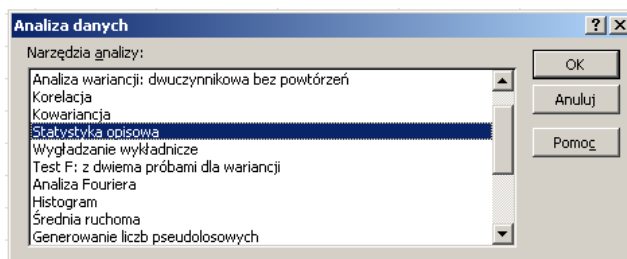 Analiza danych
Narzędzia analizy:
Analiza wariancji: dwuczynnikowa bez powtórzeń
Korelacja
Kowariancja
Statystyka opisowa
Wygładzanie wykładnicze
Test F: z dwiema próbami dla wariancji
Analiza Fouriera
Histogram
Średnia ruchoma
Generowanie liczb pseudolosowych
OK
Anuluj
Pomoc